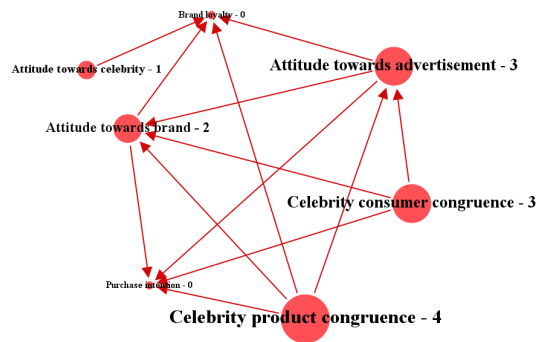 Brand loyalty - 0
Attitude towards advertisement - 3
Attitude towards celebrity - 1
Attitude towards brand - 2
Celebrity consumer congruence - 3
Purchase intention - 0
Celebrity product congruence - 4